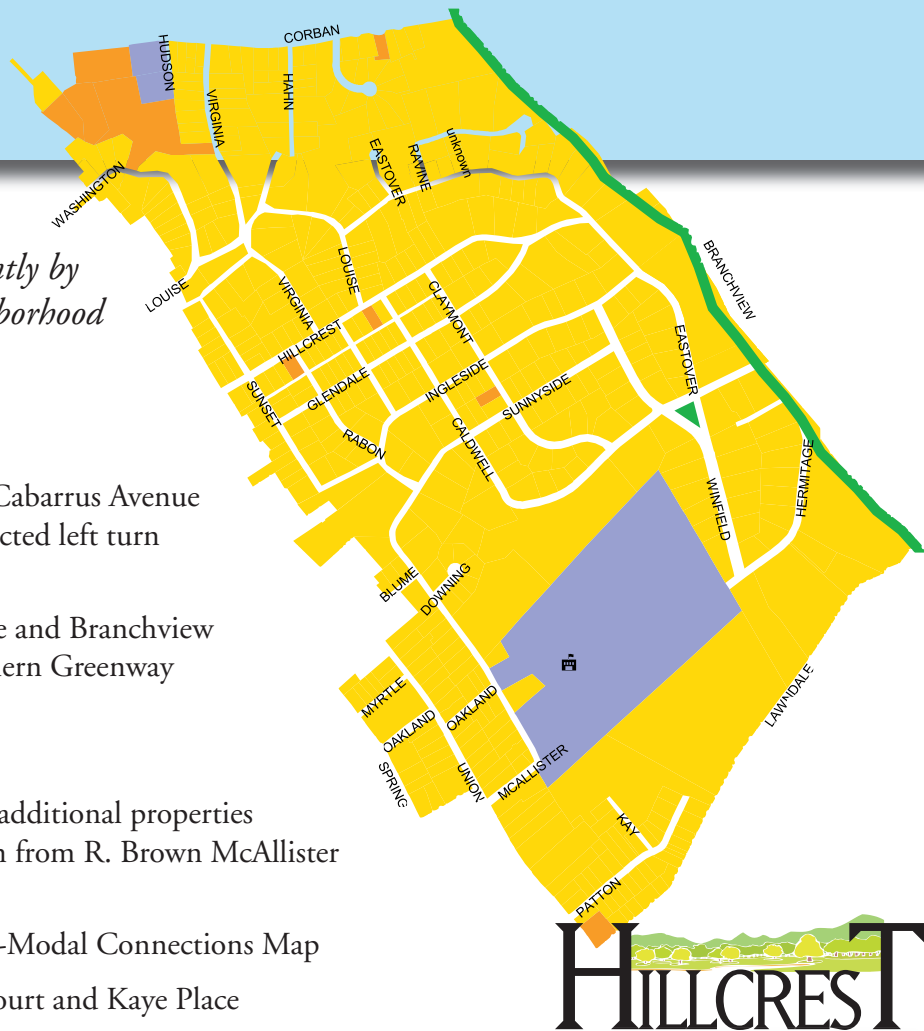 CORBAN
HUDSON
HAHN
VIRGINIA
unknown
EASTOVER
RAVINE
WASHINGTON
ntly by
borhood
BRANCHVIEW
LOUISE
LOUISE
VIRGINIA
CLAYMONT
HILLCREST
EASTOVER
GLENDALE
INGLESIDE
SUNSET
SUNNYSIDE
RABON
CALDWELL
HERMITAGE
WINFIELD
Cabarrus Avenue
cted left turn
BLUME
DOWNING
e and Branchview
ern Greenway
MYRTLE
OAKLAND
OAKLAND
LAWNDALE
SPRING
UNION
MCALLISTER
additional properties
n from R. Brown McAllister
KAY
PATTON
-Modal Connections Map
ourt and Kaye Place
HILLCREST